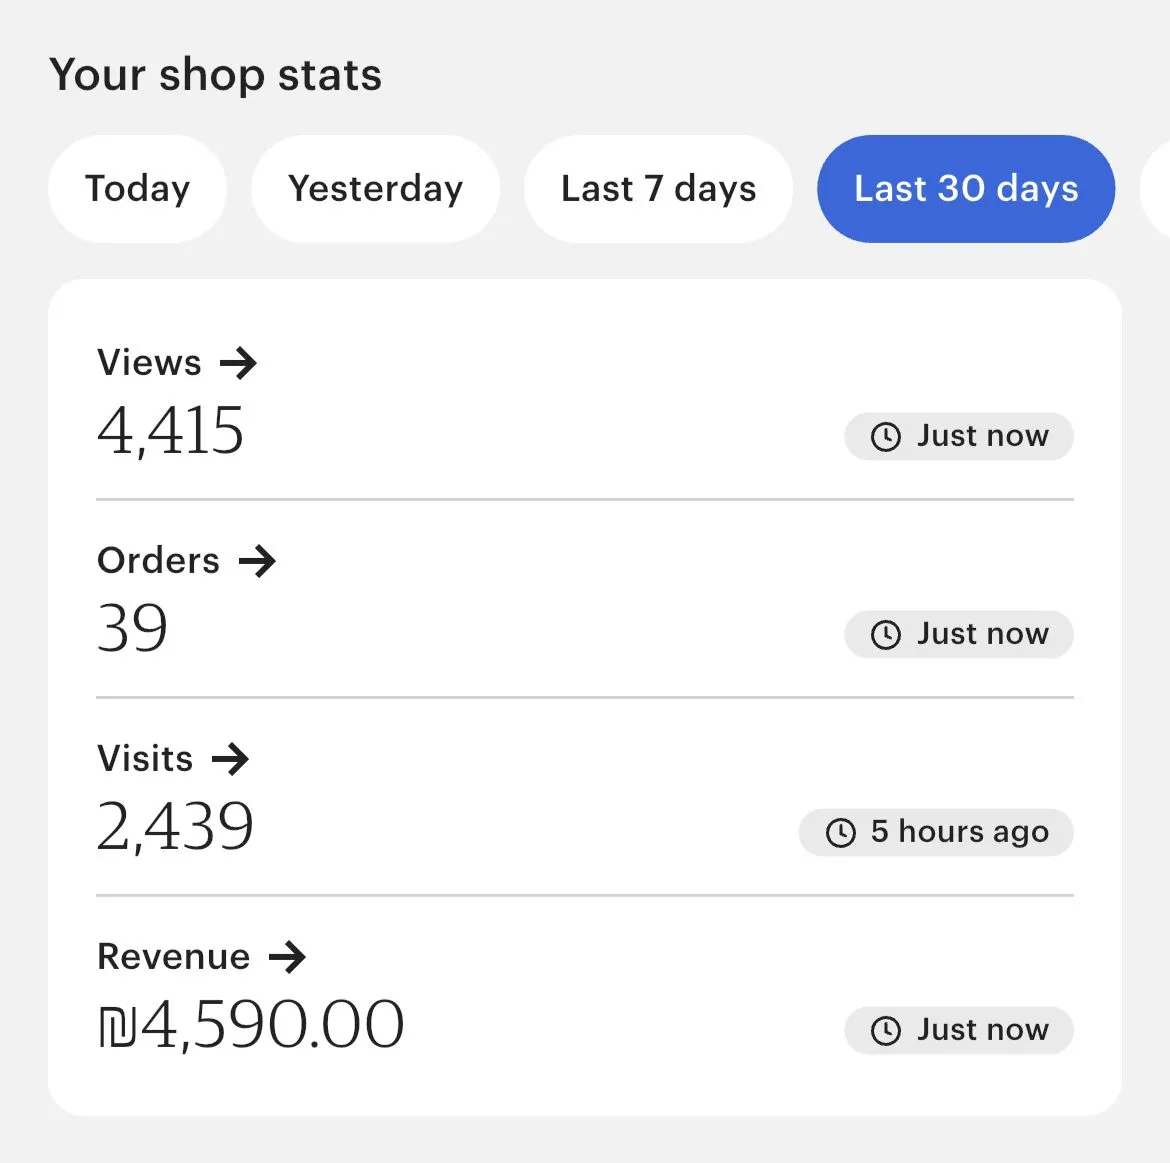 Your shop stats
Today Yesterday Last 7 days Last 30 days
Views →
4,415
Just now
Orders →
39
Just now
Visits →
2,439
5 hours ago
Revenue →
₪4,590.00
Just now